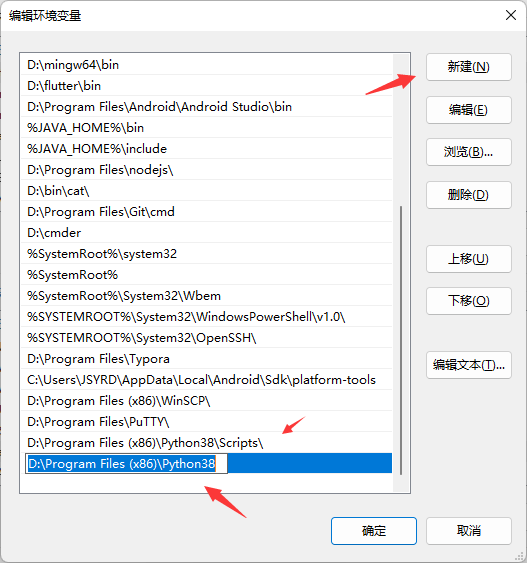 编辑环境变量
D:\mingw64\bin
D:\flutter\bin
D:\Program Files\Android\Android Studio\bin
%JAVA_HOME%\bin
%JAVA_HOME%\include
D:\Program Files\nodejs\
D:\bin\cat\
D:\Program Files\Git\cmd
D:\cmder
%SystemRoot%\system32
%SystemRoot%
%SystemRoot%\System32\Wbem
%SYSTEMROOT%\System32\WindowsPowerShell\v1.0\
%SYSTEMROOT%\System32\OpenSSH\
D:\Program Files\Typora
C:\Users\JSYRD\AppData\Local\Android\Sdk\platform-tools
D:\Program Files (x86)\WinSCP\
D:\Program Files\PuTTY\
D:\Program Files (x86)\Python38\Scripts\
D:\Program Files (x86)\Python38
新建(N)
编辑(E)
浏览(B)...
删除(D)
上移(U)
下移(O)
编辑文本(T)...
确定
取消